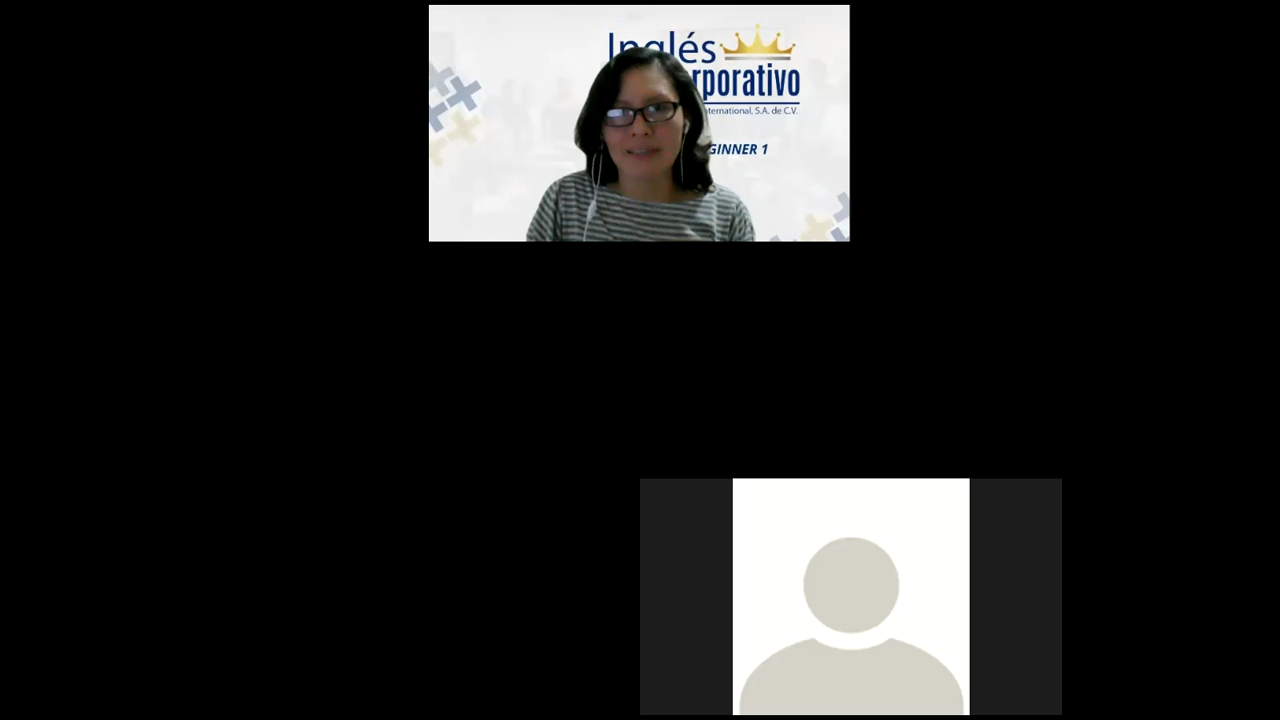 Inglés
rporativo
nternational, S.A. de C.V.
GINNER 1